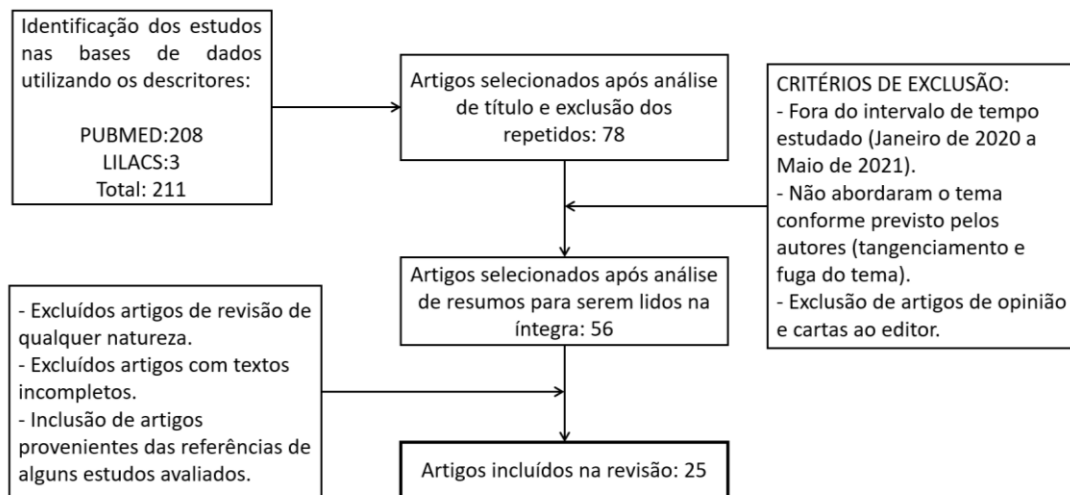 Identificação dos estudos
nas bases de dados
utilizando os descritores:
PUBMED:208
LILACS:3
Total: 211
Artigos selecionados após análise
de título e exclusão dos
repetidos: 78
CRITÉRIOS DE EXCLUSÃO:
- Fora do intervalo de tempo
estudado (Janeiro de 2020 a
Maio de 2021).
- Não abordaram o tema
conforme previsto pelos
autores (tangenciamento e
fuga do tema).
- Exclusão de artigos de opinião
e cartas ao editor.
Artigos selecionados após análise
de resumos para serem lidos na
íntegra: 56
- Excluídos artigos de revisão de
qualquer natureza.
- Excluídos artigos com textos
incompletos.
- Inclusão de artigos
provenientes das referências de
alguns estudos avaliados.
Artigos incluídos na revisão: 25